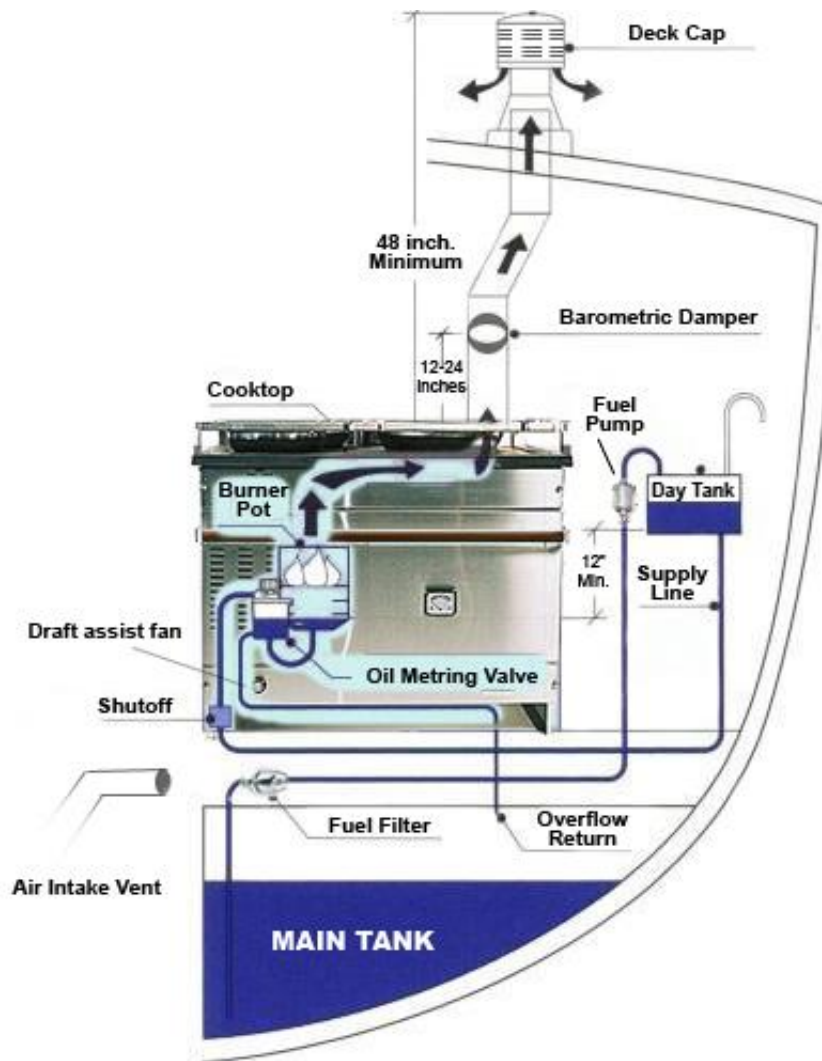 Deck Cap
48 inch.
Minimum
Barometric Damper
12-24
Inches
Cooktop
Fuel
Pump
Burner
Pot
Day Tank
12"
Min.
Supply
Line
Draft assist fan
Oil Metring Valve
Shutoff
Fuel Filter
Overflow
Return
Air Intake Vent
MAIN TANK